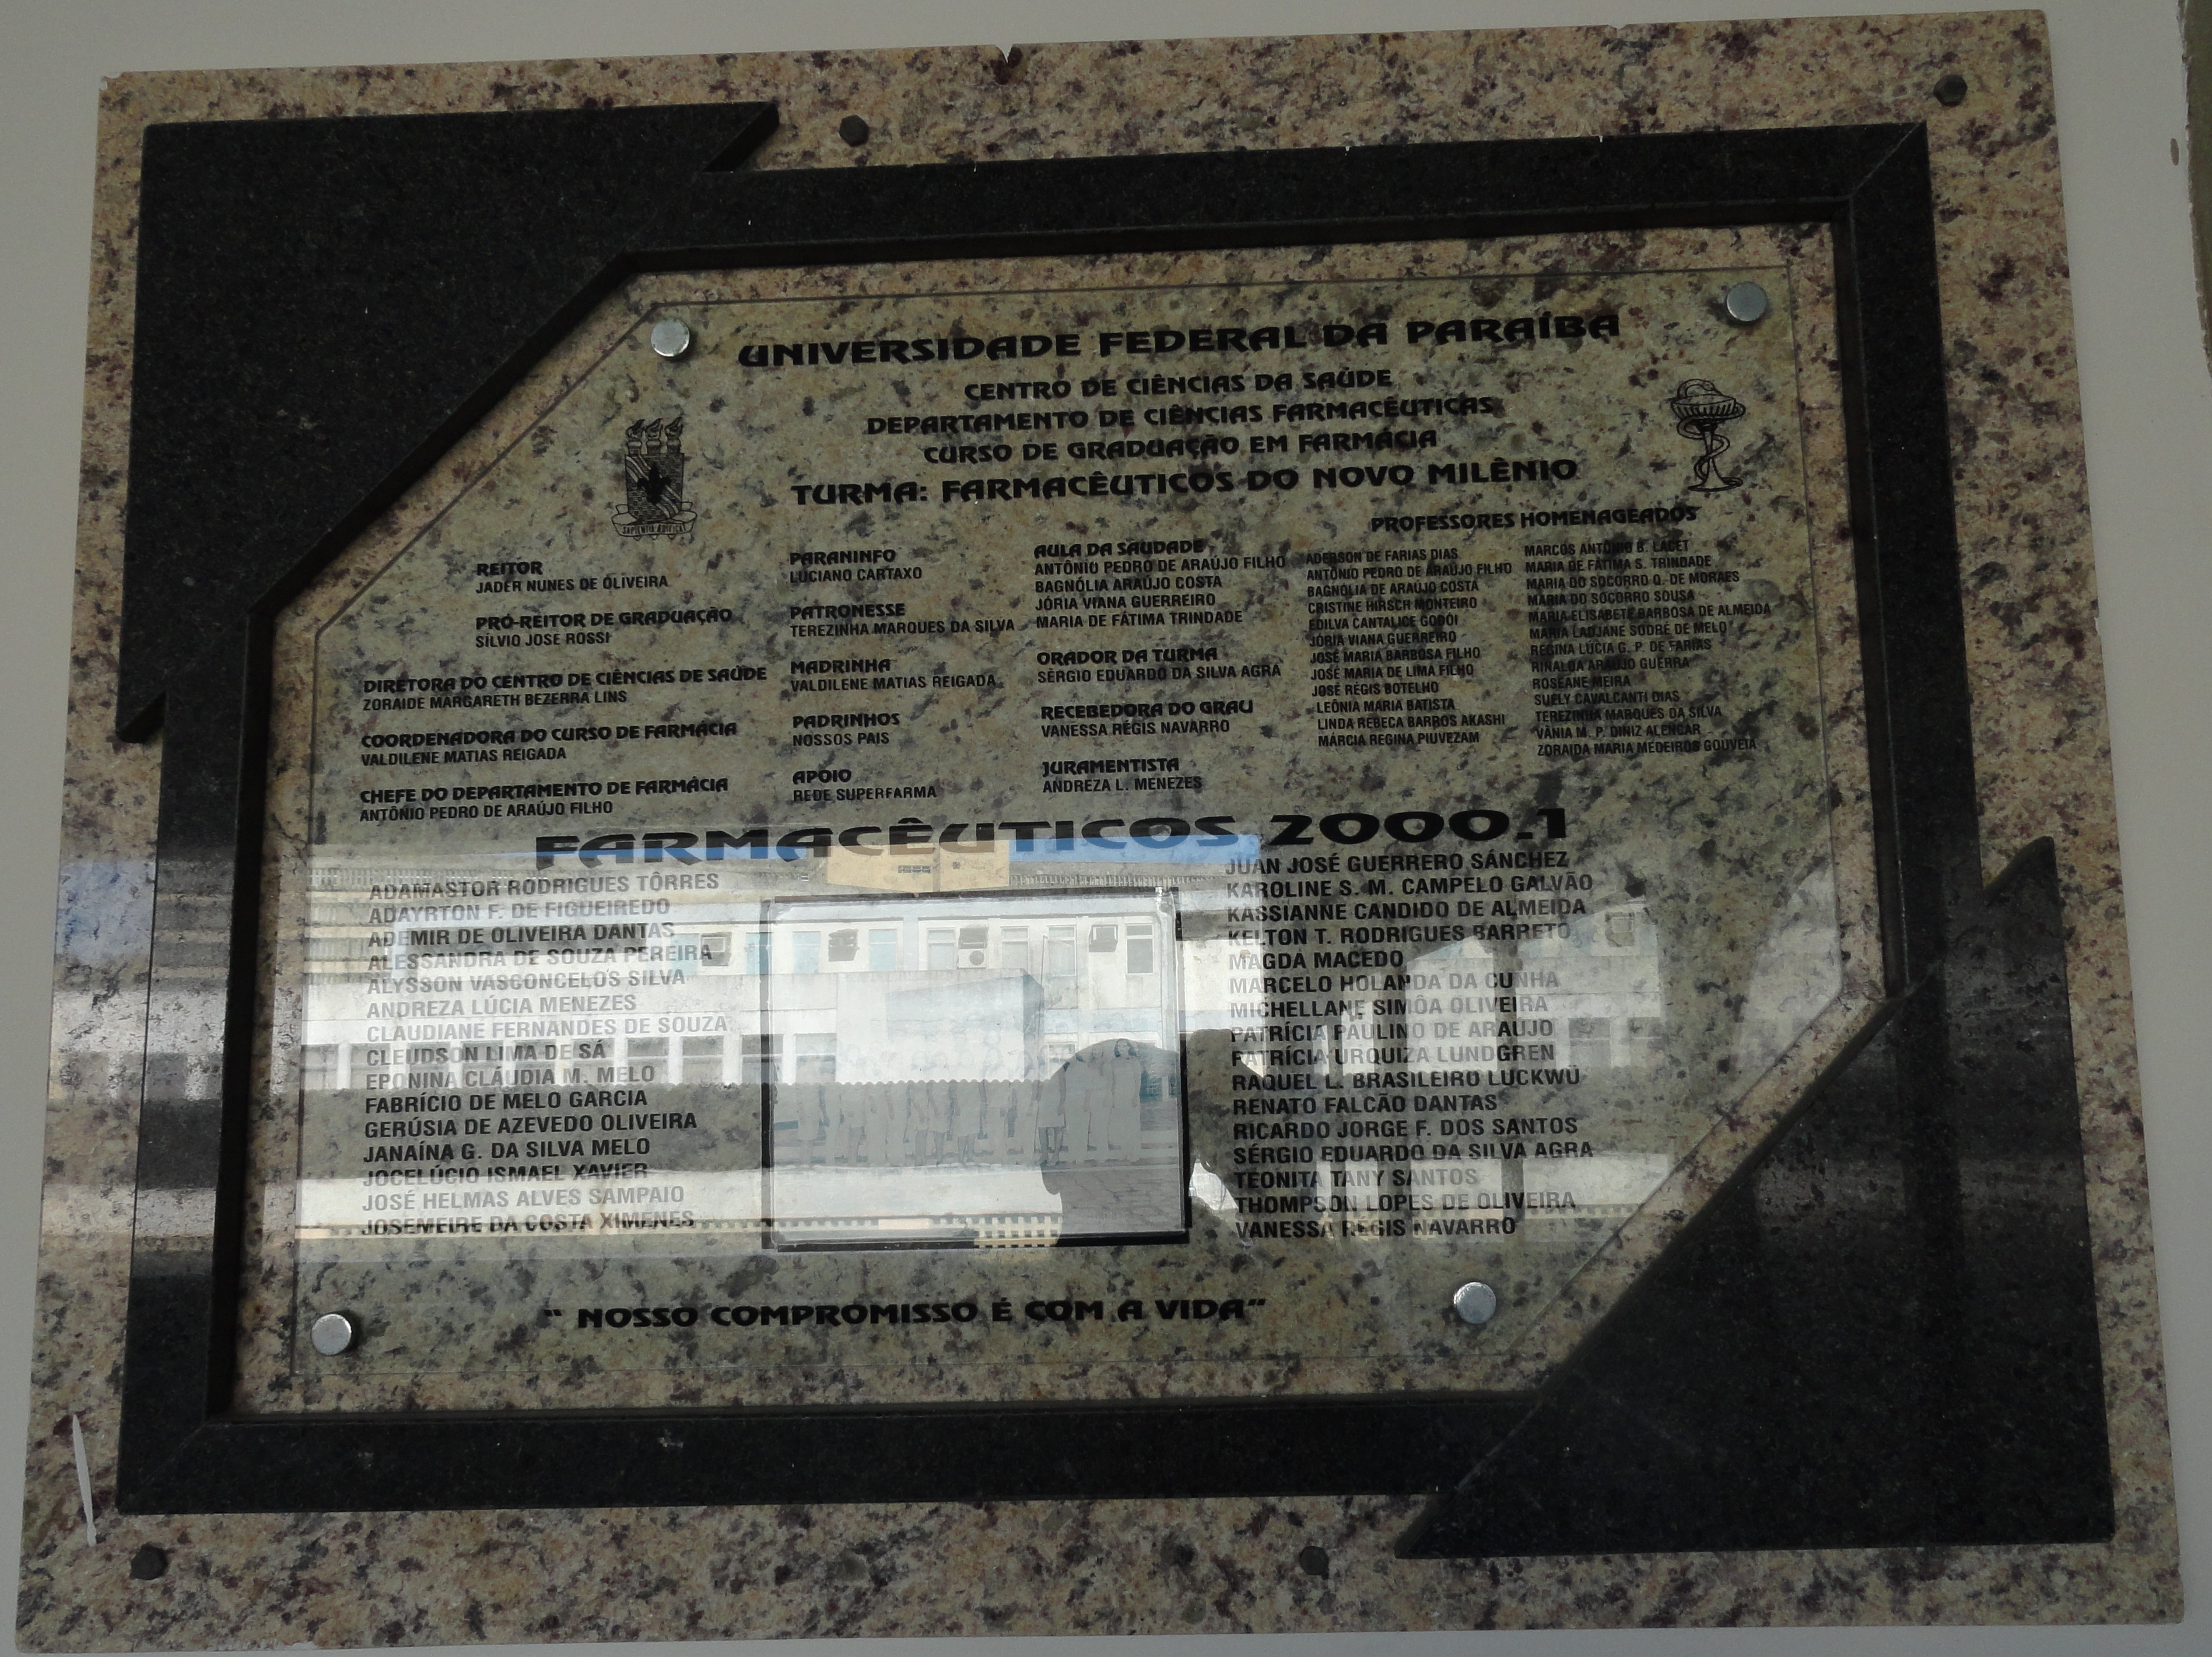 UNIVERSIDADE FEDERAL DA PARAÍBA
CENTRO DE CIÊNCIAS DA SAÚDE
DEPARTAMENTO DE CIÊNCIAS FARMACÊUTICAS
CURSO DE GRADUAÇÃO EM FARMÁCIA
TURMA: FARMACÊUTICOS DO NOVO MILÊNIO
SAPIENTIA AEDIFICAT
REITOR
JADER NUNES DE OLIVEIRA
PRÓ-REITOR DE GRADUAÇÃO
SÍLVIO JOSE ROSSI
DIRETORA DO CENTRO DE CIÊNCIAS DE SAÚDE
ZORAIDE MARGARETH BEZERRA LINS
COORDENADORA DO CURSO DE FARMÁCIA
VALDILENE MATIAS REIGADA
CHEFE DO DEPARTAMENTO DE FARMÁCIA
ANTÔNIO PEDRO DE ARAÚJO FILHO
PARANINFO
LUCIANO CARTAXO
PATRONESSE
TEREZINHA MARQUES DA SILVA
MADRINHA
VALDILENE MATIAS REIGADA
PADRINHOS
NOSSOS PAIS
APOIO
REDE SUPERFARMA
AULA DA SAUDADE
ANTÔNIO PEDRO DE ARAÚJO FILHO
BAGNÓLIA ARAÚJO COSTA
JÓRIA VIANA GUERREIRO
MARIA DE FÁTIMA TRINDADE
ORADOR DA TURMA
SÉRGIO EDUARDO DA SILVA AGRA
RECEBEDORA DO GRAU
VANESSA RÉGIS NAVARRO
JURAMENTISTA
ANDREZA L. MENEZES
PROFESSORES HOMENAGEADOS
ADERSON DE FARIAS DIAS
ANTÔNIO PEDRO DE ARAÚJO FILHO
BAGNÓLIA DE ARAÚJO COSTA
CRISTINE HIRSCH MONTEIRO
EDILVA CANTALICE GODÓI
JÓRIA VIANA GUERREIRO
JOSÉ MARIA BARBOSA FILHO
JOSÉ MARIA DE LIMA FILHO
JOSÉ RÉGIS BOTELHO
LEÔNIA MARIA BATISTA
LINDA REBECA BARROS AKASHI
MÁRCIA REGINA PIUVEZAM
MARCOS ANTÔNIO B. LACET
MARIA DE FÁTIMA S. TRINDADE
MARIA DO SOCORRO O. DE MORAES
MARIA DO SOCORRO SOUSA
MARIA ELISABETE BARBOSA DE ALMEIDA
MARIA LADJANE SODRÉ DE MELO
REGINA LÚCIA G. P. DE FARIAS
RINALDA ARAÚJO GUERRA
ROSEANE MEIRA
SUELY CAVALCANTI DIAS
TEREZINHA MARQUES DA SILVA
VÂNIA M. P. DINIZ ALENCAR
ZORAIDA MARIA MEDEIROS GOUVEIA
FARMACÊUTICOS 2000.1
ADAMASTOR RODRIGUES TÔRRES
ADAYRTON F. DE FIGUEIREDO
ADEMIR DE OLIVEIRA DANTAS
ALESSANDRA DE SOUZA PEREIRA
ALYSSON VASCONCELOS SILVA
ANDREZA LÚCIA MENEZES
CLAUDIANE FERNANDES DE SOUZA
CLEUDSON LIMA DE SÁ
EPONINA CLÁUDIA M. MELO
FABRÍCIO DE MELO GARCIA
GERÚSIA DE AZEVEDO OLIVEIRA
JANAÍNA G. DA SILVA MELO
JOCELÚCIO ISMAEL XAVIER
JOSÉ HELMAS ALVES SAMPAIO
JOSEMEIRE DA COSTA XIMENES
JUAN JOSÉ GUERRERO SÁNCHEZ
KAROLINE S. M. CAMPELO GALVÃO
KASSIANNE CANDIDO DE ALMEIDA
KELTON T. RODRIGUES BARRETO
MAGDA MACEDO
MARCELO HOLANDA DA CUNHA
MICHELLANE SIMÔA OLIVEIRA
PATRÍCIA PAULINO DE ARAUJO
PATRÍCIA URQUIZA LUNDGREN
RAQUEL L. BRASILEIRO LUCKWÚ
RENATO FALCÃO DANTAS
RICARDO JORGE F. DOS SANTOS
SÉRGIO EDUARDO DA SILVA AGRA
TEONITA TANY SANTOS
THOMPSON LOPES DE OLIVEIRA
VANESSA RÉGIS NAVARRO
“ NOSSO COMPROMISSO É COM A VIDA”